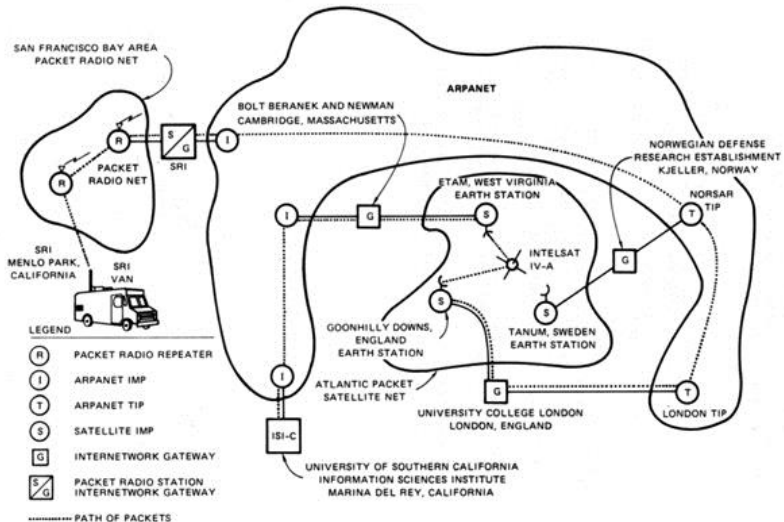 SAN FRANCISCO BAY AREA
PACKET RADIO NET
ARPANET
BOLT BERANEK AND NEWMAN
CAMBRIDGE, MASSACHUSETTS
NORWEGIAN DEFENSE
RESEARCH ESTABLISHMENT
KJELLER, NORWAY
R
S
G
I
SRI
PACKET
RADIO NET
R
ETAM, WEST VIRGINIA
EARTH STATION
NORSAR
TIP
I
G
S
T
SRI
MENLO PARK,
CALIFORNIA
SRI
VAN
INTELSAT
IV-A
G
S
S
GOONHILLY DOWNS,
ENGLAND
EARTH STATION
TANUM, SWEDEN
EARTH STATION
ATLANTIC PACKET
SATELLITE NET
I
G
T
UNIVERSITY COLLEGE LONDON
LONDON, ENGLAND
LONDON TIP
ISI-C
UNIVERSITY OF SOUTHERN CALIFORNIA
INFORMATION SCIENCES INSTITUTE
MARINA DEL REY, CALIFORNIA
LEGEND
R PACKET RADIO REPEATER
I ARPANET IMP
T ARPANET TIP
S SATELLITE IMP
G INTERNETWORK GATEWAY
S
G
PACKET RADIO STATION
INTERNETWORK GATEWAY
PATH OF PACKETS